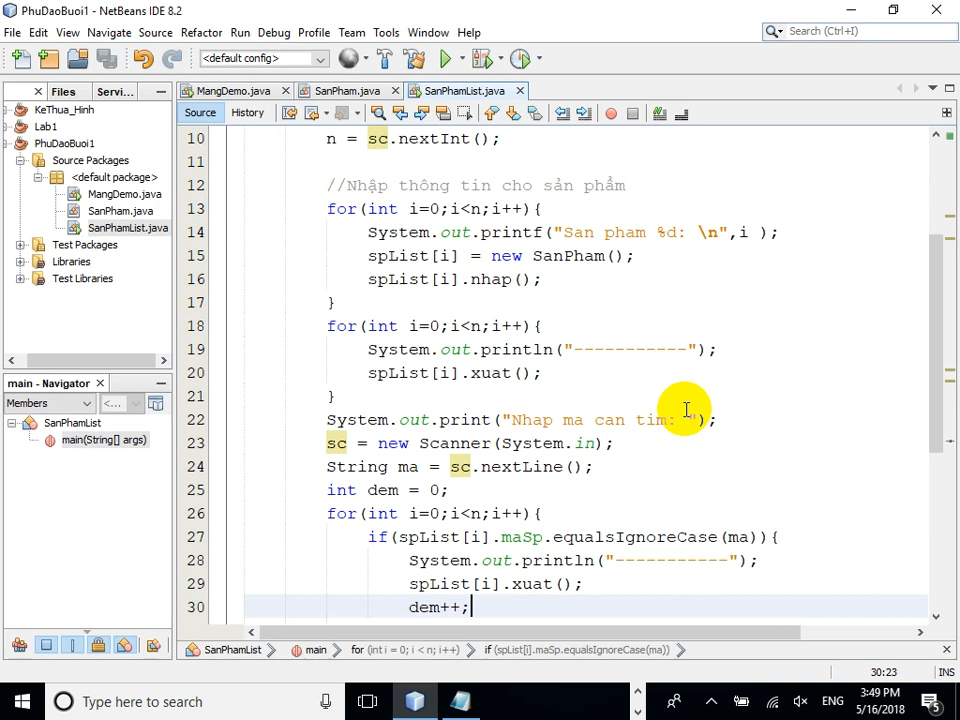 PhuDaoBuoi1 - NetBeans IDE 8.2
File Edit View Navigate Source Refactor Run Debug Profile Team Tools Window Help
Search (Ctrl+I)
<default config>
Files Servi...
MangDemo.java SanPham.java SanPhamList.java
KeThua_Hinh
Lab1
PhuDaoBuoi1
Source Packages
<default package>
MangDemo.java
SanPham.java
SanPhamList.java
Test Packages
Libraries
Test Libraries
Source History
10 n = sc.nextInt();
11
12 //Nhập thông tin cho sản phẩm
13 for(int i=0;i<n;i++){
14 System.out.printf("San pham %d: \n",i );
15 spList[i] = new SanPham();
16 spList[i].nhap();
17 }
18 for(int i=0;i<n;i++){
19 System.out.println("-----------");
20 spList[i].xuat();
21 }
22 System.out.print("Nhap ma can tim: ");
23 sc = new Scanner(System.in);
24 String ma = sc.nextLine();
25 int dem = 0;
26 for(int i=0;i<n;i++){
27 if(spList[i].maSp.equalsIgnoreCase(ma)){
28 System.out.println("-----------");
29 spList[i].xuat();
30 dem++;
main - Navigator
Members <...
SanPhamList
main(String[] args)
SanPhamList main for (int i = 0; i < n; i++) if (spList[i].maSp.equalsIgnoreCase(ma))
30:23 INS
Type here to search
ENG
3:49 PM
5/16/2018
5